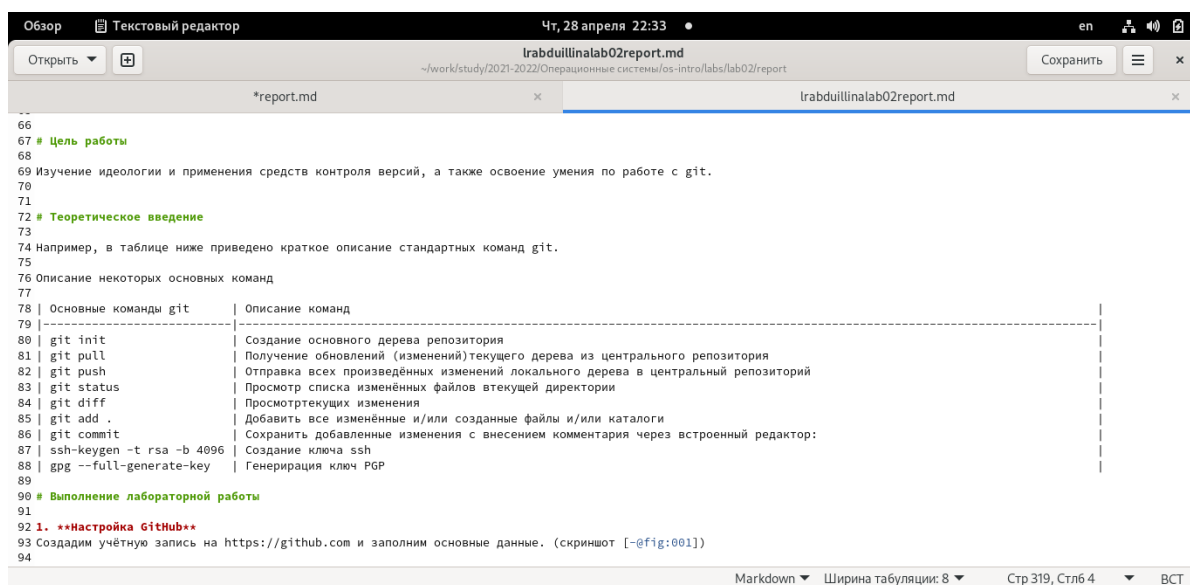 Обзор Текстовый редактор Чт, 28 апреля 22:33 en
Открыть lrabduillinalab02report.md Сохранить
~/work/study/2021-2022/Операционные системы/os-intro/labs/lab02/report
*report.md × lrabduillinalab02report.md ×
66
67 # Цель работы
68
69 Изучение идеологии и применения средств контроля версий, а также освоение умения по работе с git.
70
71
72 # Теоретическое введение
73
74 Например, в таблице ниже приведено краткое описание стандартных команд git.
75
76 Описание некоторых основных команд
77
78 | Основные команды git | Описание команд |
79 |--------------------------|----------------------------------------------------------------------------------------------------------------------|
80 | git init | Создание основного дерева репозитория |
81 | git pull | Получение обновлений (изменений)текущего дерева из центрального репозитория |
82 | git push | Отправка всех произведённых изменений локального дерева в центральный репозиторий |
83 | git status | Просмотр списка изменённых файлов втекущей директории |
84 | git diff | Просмотртекущих изменения |
85 | git add . | Добавить все изменённые и/или созданные файлы и/или каталоги |
86 | git commit | Сохранить добавленные изменения с внесением комментария через встроенный редактор: |
87 | ssh-keygen -t rsa -b 4096 | Создание ключа ssh |
88 | gpg --full-generate-key | Генерирация ключ PGP |
89
90 # Выполнение лабораторной работы
91
92 1. **Настройка GitHub**
93 Создадим учётную запись на https://github.com и заполним основные данные. (скриншот [-@fig:001])
94
Markdown Ширина табуляции: 8 Стр 319, Стлб 4 ВСТ